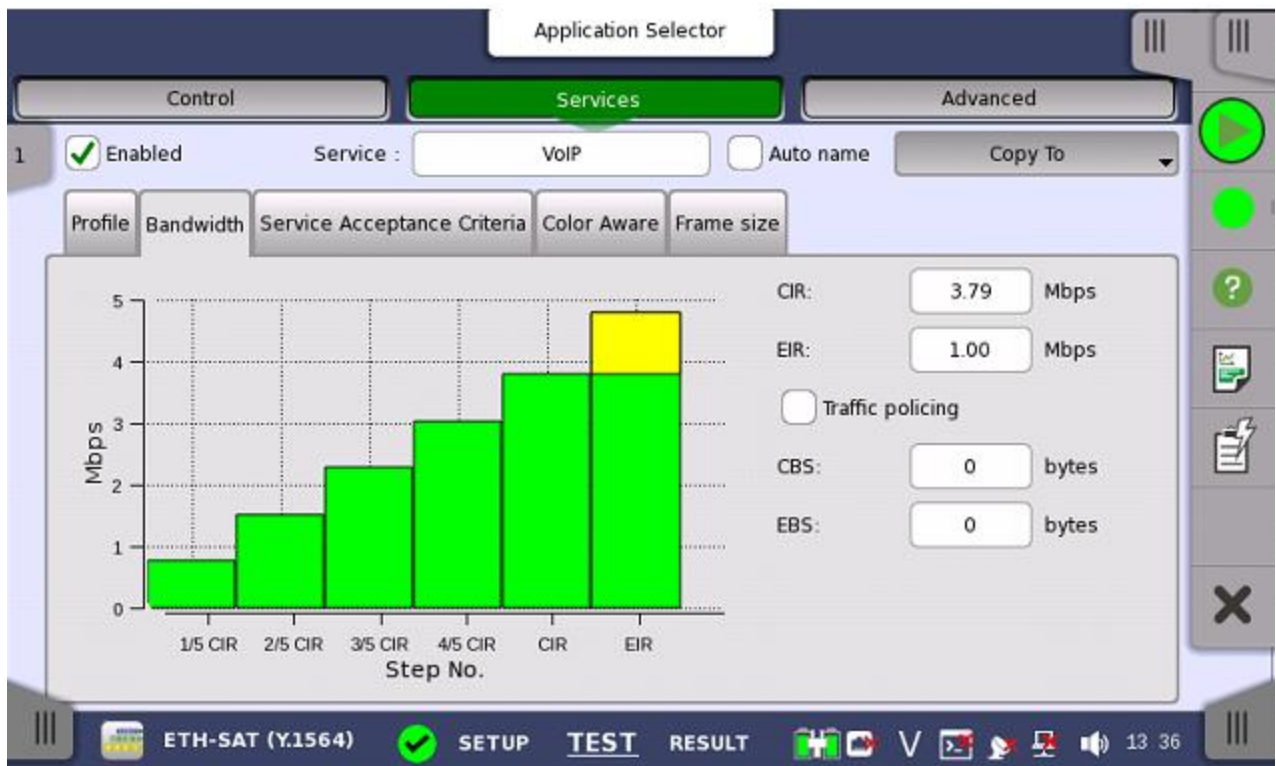 Application Selector
Control Services Advanced
1 Enabled Service : VoIP Auto name Copy To
Profile Bandwidth Service Acceptance Criteria Color Aware Frame size
CIR: 3.79 Mbps
EIR: 1.00 Mbps
Traffic policing
CBS: 0 bytes
EBS: 0 bytes
Mbps
5
4
3
2
1
0
1/5 CIR 2/5 CIR 3/5 CIR 4/5 CIR CIR EIR
Step No.
?
ETH-SAT (Y.1564) SETUP TEST RESULT V 13 36